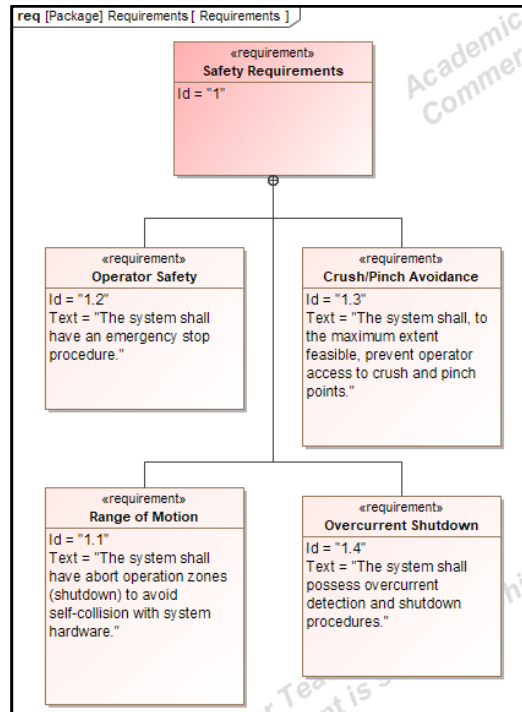 req [Package] Requirements [ Requirements ]
«requirement»
Safety Requirements
Id = "1"
Academic
Commer
«requirement»
Operator Safety
Id = "1.2"
Text = "The system shall
have an emergency stop
procedure."
«requirement»
Crush/Pinch Avoidance
Id = "1.3"
Text = "The system shall, to
the maximum extent
feasible, prevent operator
access to crush and pinch
points."
«requirement»
Range of Motion
Id = "1.1"
Text = "The system shall
have abort operation zones
(shutdown) to avoid
self-collision with system
hardware."
«requirement»
Overcurrent Shutdown
Id = "1.4"
Text = "The system shall
possess overcurrent
detection and shutdown
procedures."